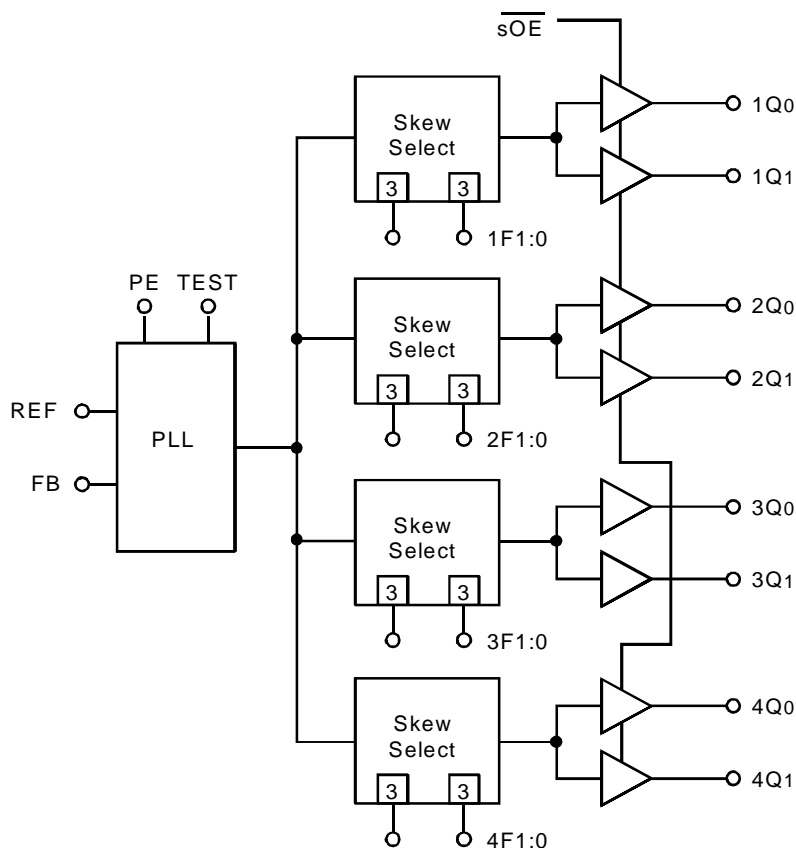 sOE
1Q0
Skew
Select
1Q1
3 3
1F1:0
PE TEST
2Q0
Skew
Select
2Q1
3 3
2F1:0
REF
PLL
FB
3Q0
Skew
Select
3Q1
3 3
3F1:0
4Q0
Skew
Select
4Q1
3 3
4F1:0